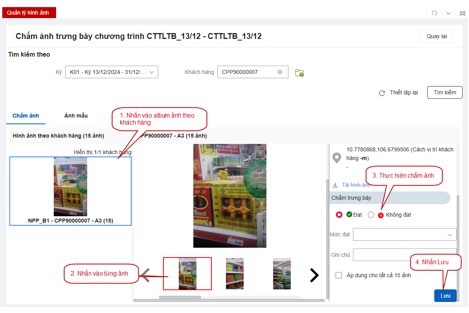 Quản lý hình ảnh
Chấm ảnh trưng bày chương trình CTTLTB_13/12 - CTTLTB_13/12
Quay lại
Tìm kiếm theo
Kỳ
K01 - Kỳ 13/12/2024 - 31/12/...
Khách hàng
CPP90000007
Thiết lập lại
Tìm kiếm
Chấm ảnh
Ảnh mẫu
1. Nhấn vào album ảnh theo
khách hàng
Hình ảnh theo khách hàng (15 ảnh)
PP90000007 - A3 (15 ảnh)
Hiển thị 1/1 khách hàng
NPP_B1 - CPP90000007 - A3 (15)
2. Nhấn vào từng ảnh
10.7780868,106.6799506 (Cách vị trí khách
hàng -m)
-
3. Thực hiện chấm ảnh
Tải hình ảnh
Chấm trưng bày
Đạt
Không đạt
Mức đạt
Ghi chú
4. Nhấn Lưu
Áp dụng cho tất cả 15 ảnh
Lưu